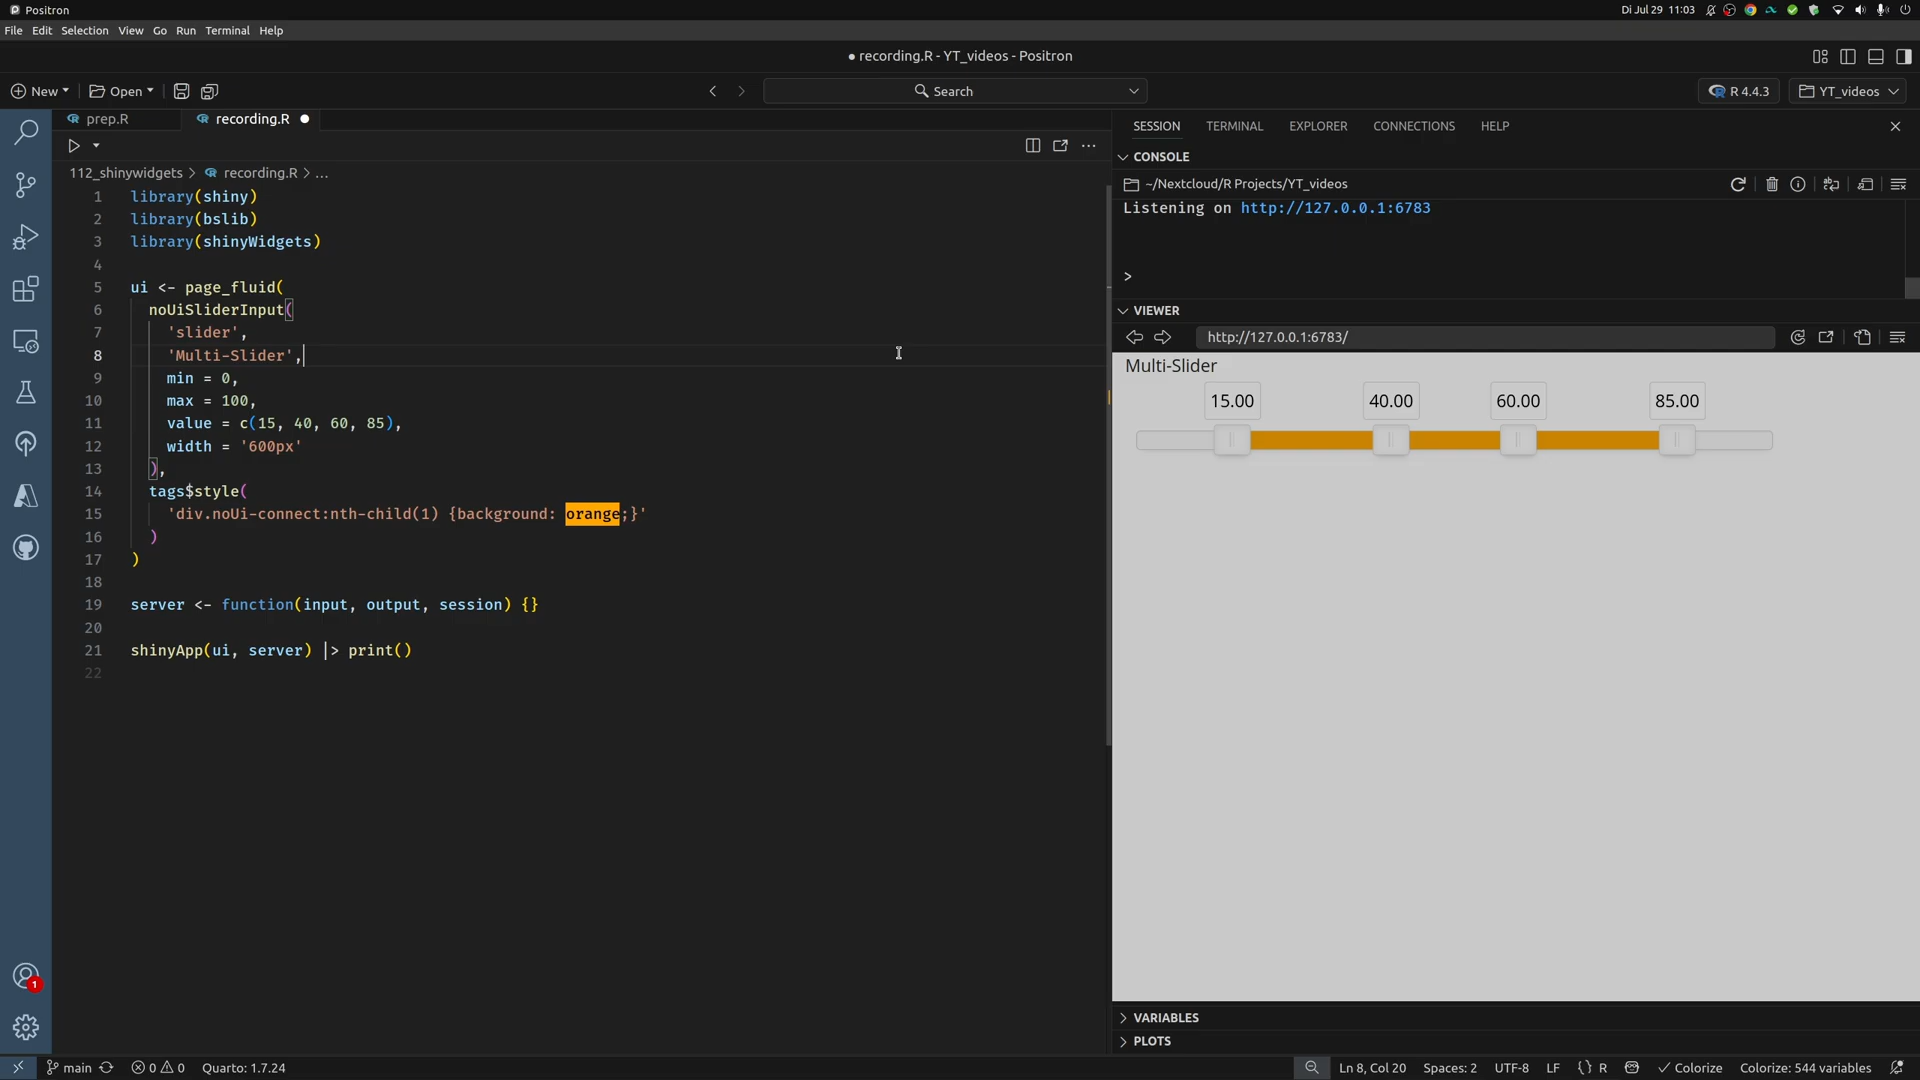 Positron
Di Jul 29 11:03
File Edit Selection View Go Run Terminal Help
● recording.R - YT_videos - Positron
New Open Search R 4.4.3 YT_videos
prep.R recording.R
112_shinywidgets > recording.R > ...
1 library(shiny)
2 library(bslib)
3 library(shinyWidgets)
4
5 ui <- page_fluid(
6 noUiSliderInput(
7 'slider',
8 'Multi-Slider',
9 min = 0,
10 max = 100,
11 value = c(15, 40, 60, 85),
12 width = '600px'
13 ),
14 tags$style(
15 'div.noUi-connect:nth-child(1) {background: orange;}'
16 )
17 )
18
19 server <- function(input, output, session) {}
20
21 shinyApp(ui, server) |> print()
22
SESSION TERMINAL EXPLORER CONNECTIONS HELP
CONSOLE
~/Nextcloud/R Projects/YT_videos
Listening on http://127.0.0.1:6783
>
VIEWER
http://127.0.0.1:6783/
Multi-Slider
15.00 40.00 60.00 85.00
VARIABLES
PLOTS
1
main 0 0 Quarto: 1.7.24 Ln 8, Col 20 Spaces: 2 UTF-8 LF {} R Colorize Colorize: 544 variables